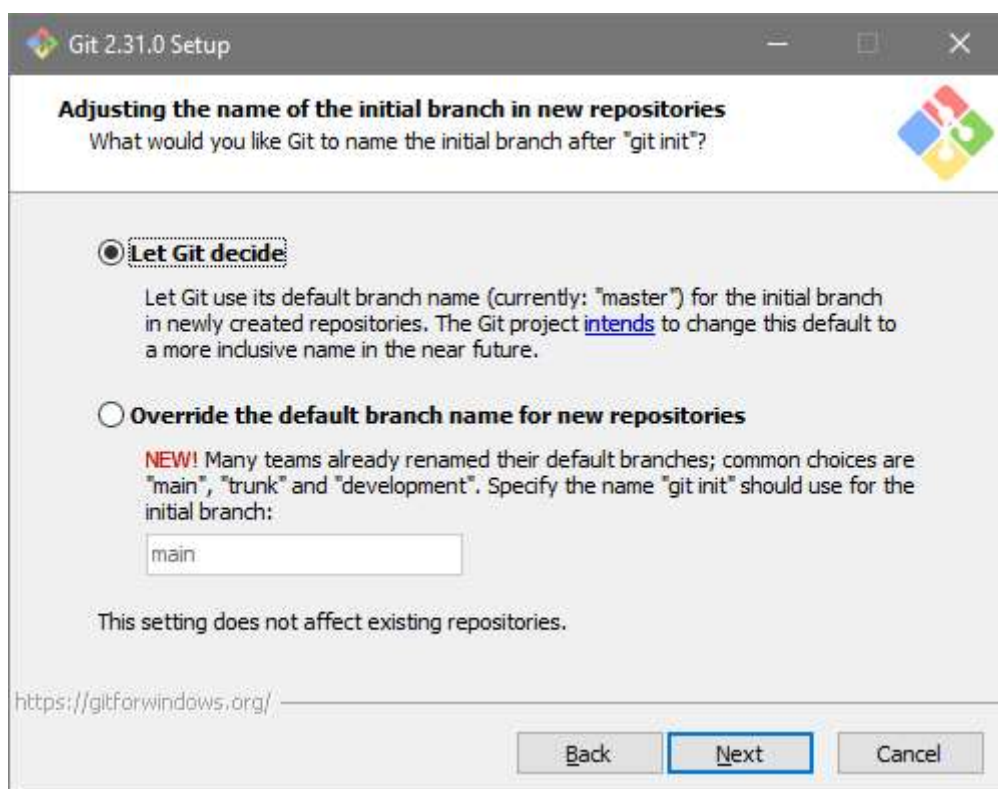 Git 2.31.0 Setup
Adjusting the name of the initial branch in new repositories
What would you like Git to name the initial branch after "git init"?
Let Git decide
Let Git use its default branch name (currently: "master") for the initial branch
in newly created repositories. The Git project intends to change this default to
a more inclusive name in the near future.
Override the default branch name for new repositories
NEW! Many teams already renamed their default branches; common choices are
"main", "trunk" and "development". Specify the name "git init" should use for the
initial branch:
main
This setting does not affect existing repositories.
https://gitforwindows.org/
Back Next Cancel